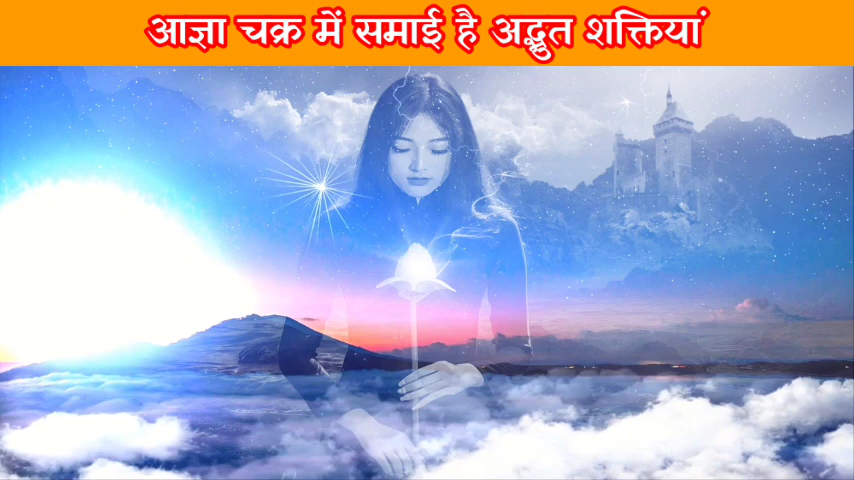 आज्ञा चक्र में समाई है अद्भुत शक्तियां